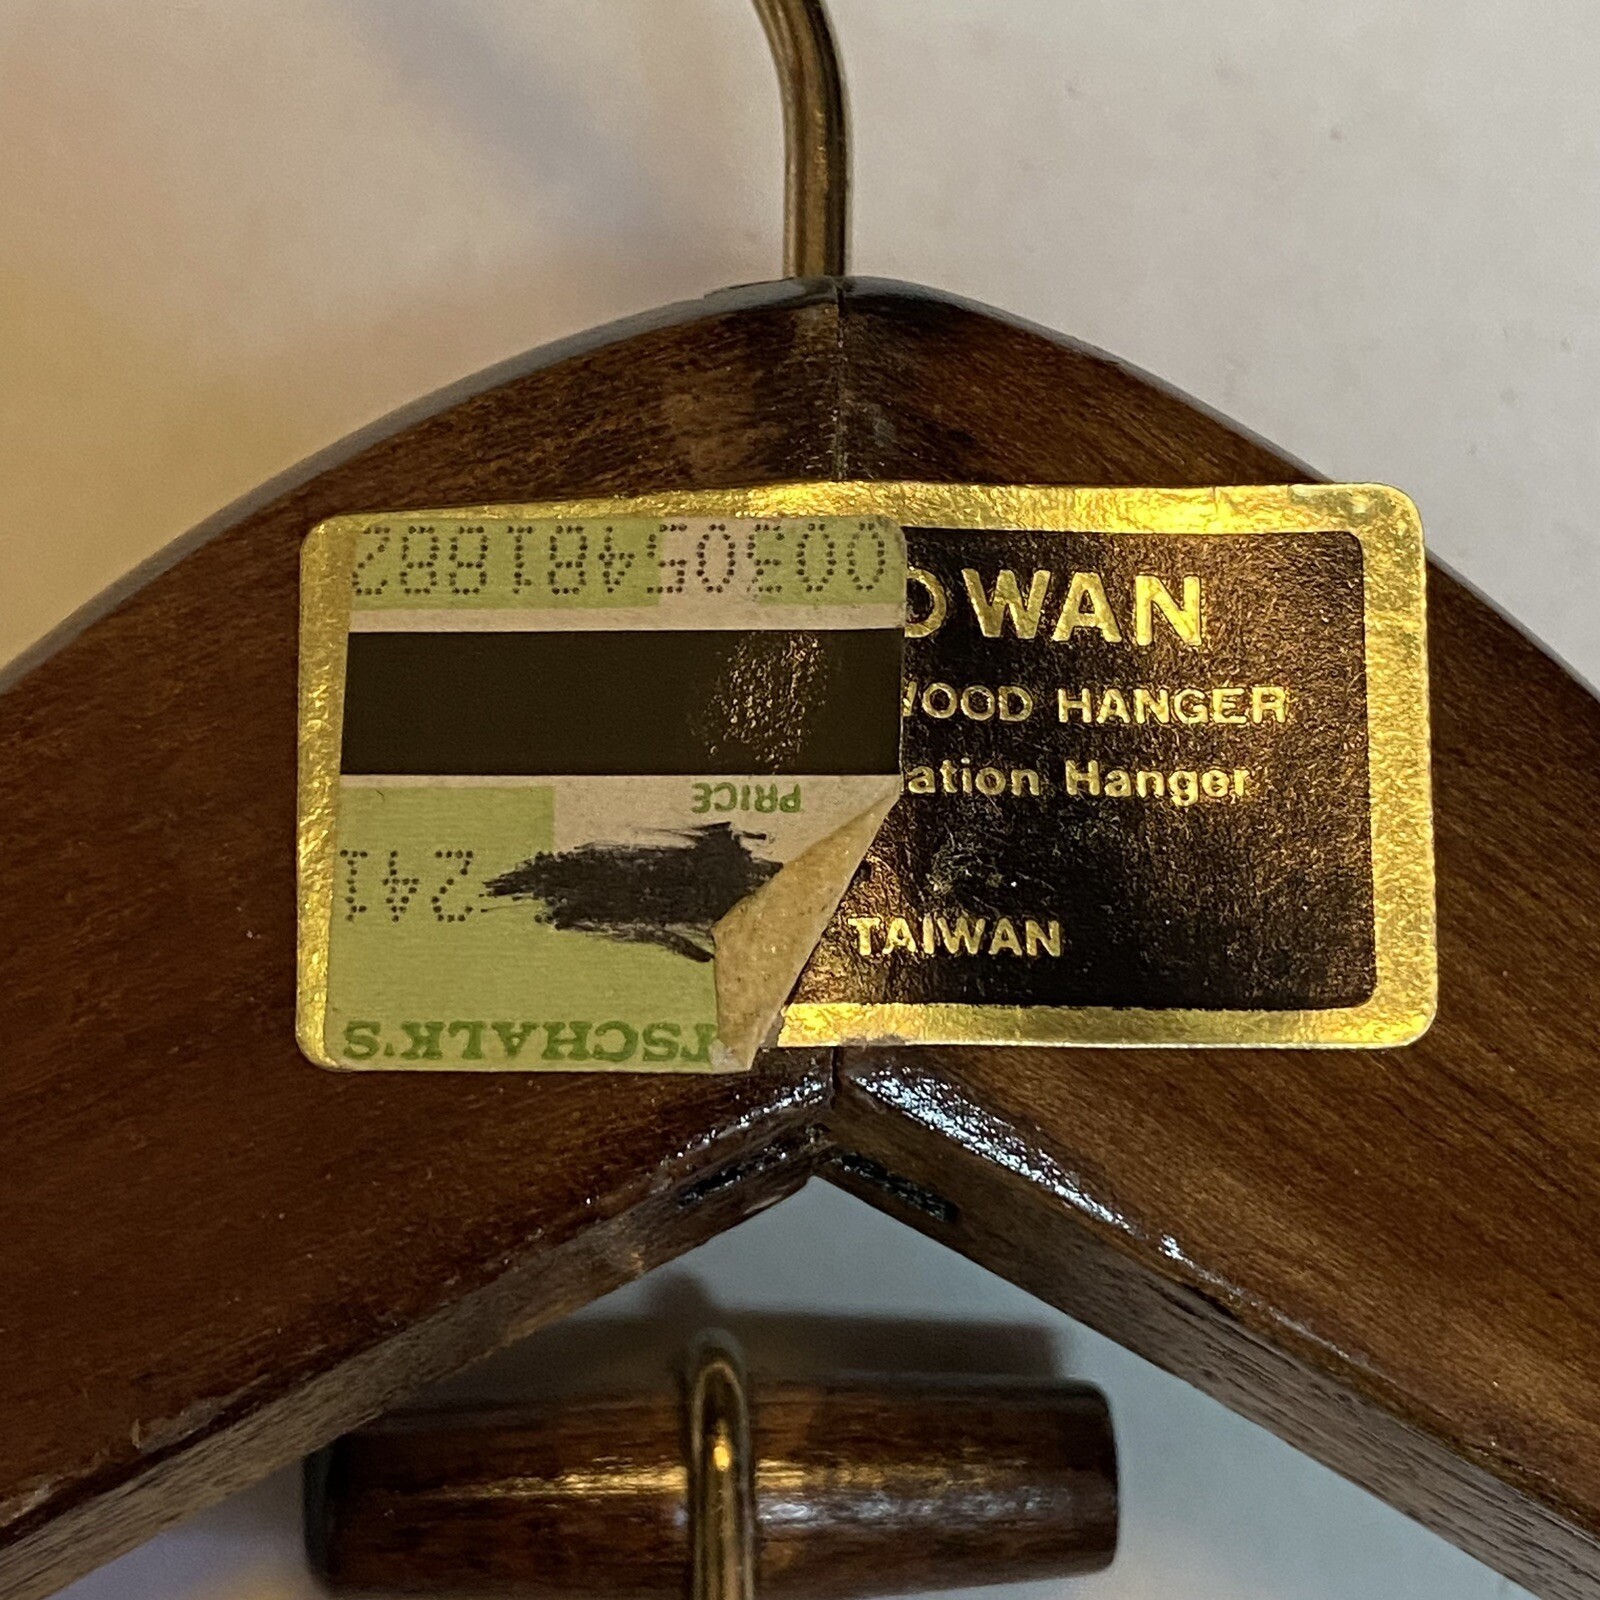 OWAN
WOOD HANGER
ation Hanger
TAIWAN
TSCHALK'S
241
PRICE
00305481882